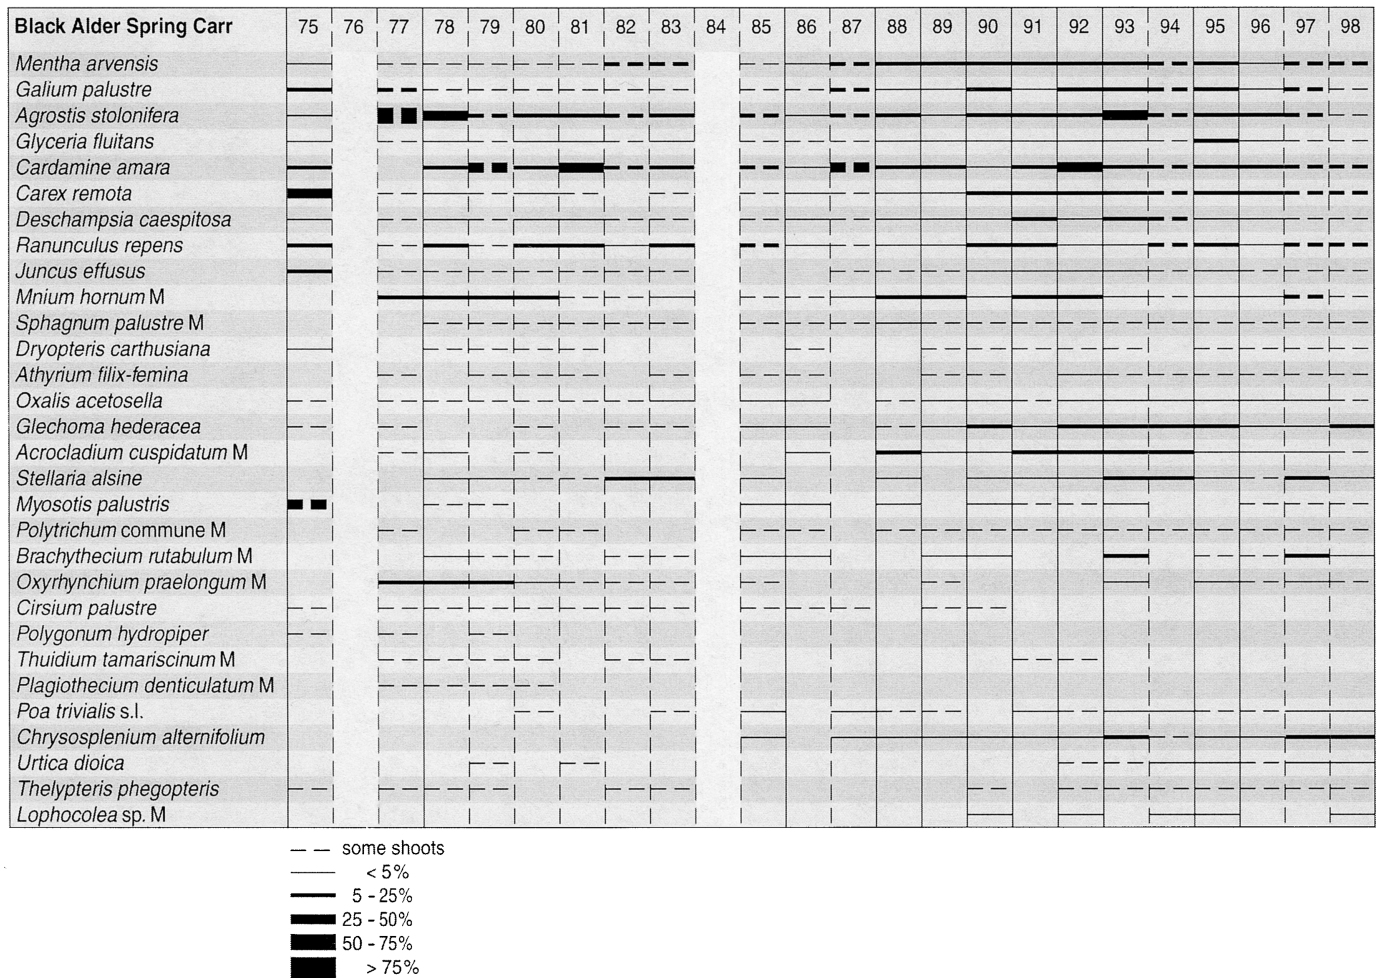 Black Alder Spring Carr 75 76 77 78 79 80 81 82 83 84 85 86 87 88 89 90 91 92 93 94 95 96 97 98
Mentha arvensis
Galium palustre
Agrostis stolonifera
Glyceria fluitans
Cardamine amara
Carex remota
Deschampsia caespitosa
Ranunculus repens
Juncus effusus
Mnium hornum M
Sphagnum palustre M
Dryopteris carthusiana
Athyrium filix-femina
Oxalis acetosella
Glechoma hederacea
Acrocladium cuspidatum M
Stellaria alsine
Myosotis palustris
Polytrichum commune M
Brachythecium rutabulum M
Oxyrhynchium praelongum M
Cirsium palustre
Polygonum hydropiper
Thuidium tamariscinum M
Plagiothecium denticulatum M
Poa trivialis s.l.
Chrysosplenium alternifolium
Urtica dioica
Thelypteris phegopteris
Lophocolea sp. M
some shoots
< 5%
5 - 25%
25 - 50%
50 - 75%
> 75%